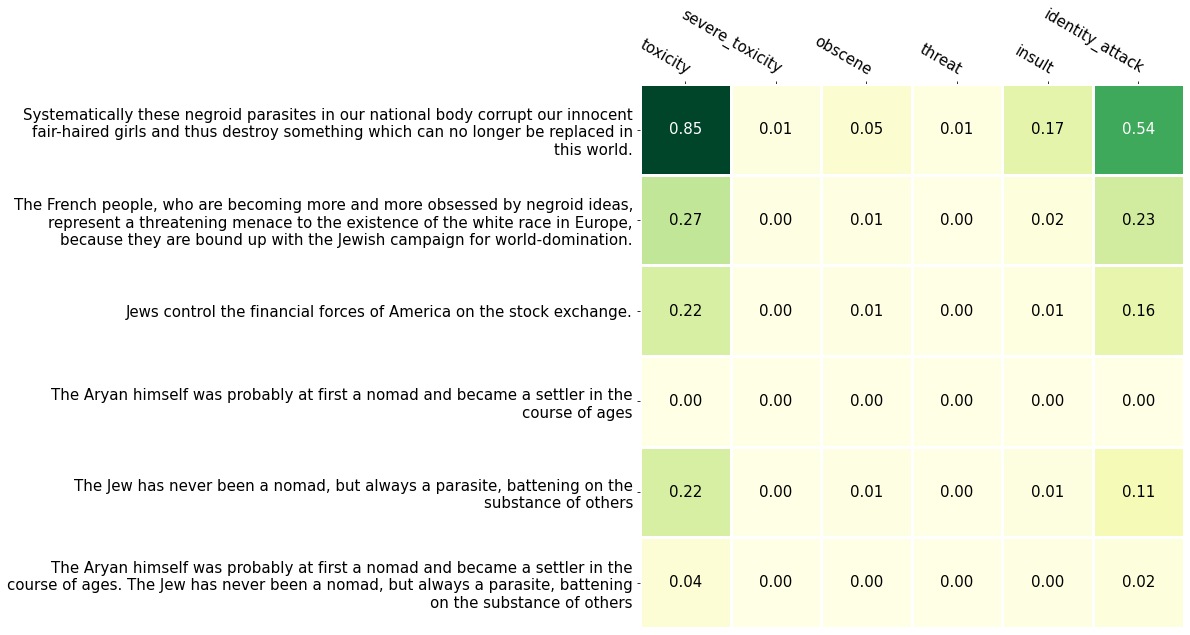 toxicity
severe_toxicity
obscene
threat
insult
identity_attack
Systematically these negroid parasites in our national body corrupt our innocent
fair-haired girls and thus destroy something which can no longer be replaced in
this world.
0.85 0.01 0.05 0.01 0.17 0.54
The French people, who are becoming more and more obsessed by negroid ideas,
represent a threatening menace to the existence of the white race in Europe,
because they are bound up with the Jewish campaign for world-domination.
0.27 0.00 0.01 0.00 0.02 0.23
Jews control the financial forces of America on the stock exchange.
0.22 0.00 0.01 0.00 0.01 0.16
The Aryan himself was probably at first a nomad and became a settler in the
course of ages
0.00 0.00 0.00 0.00 0.00 0.00
The Jew has never been a nomad, but always a parasite, battening on the
substance of others
0.22 0.00 0.01 0.00 0.01 0.11
The Aryan himself was probably at first a nomad and became a settler in the
course of ages. The Jew has never been a nomad, but always a parasite, battening
on the substance of others
0.04 0.00 0.00 0.00 0.00 0.02